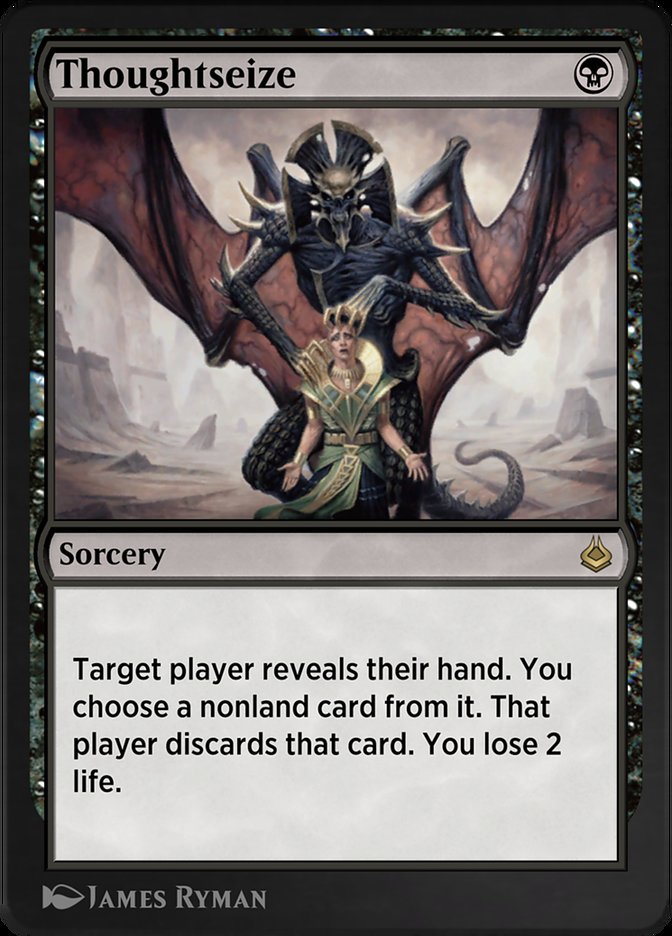 Thoughtseize
Sorcery
Target player reveals their hand. You
choose a nonland card from it. That
player discards that card. You lose 2
life.
James Ryman